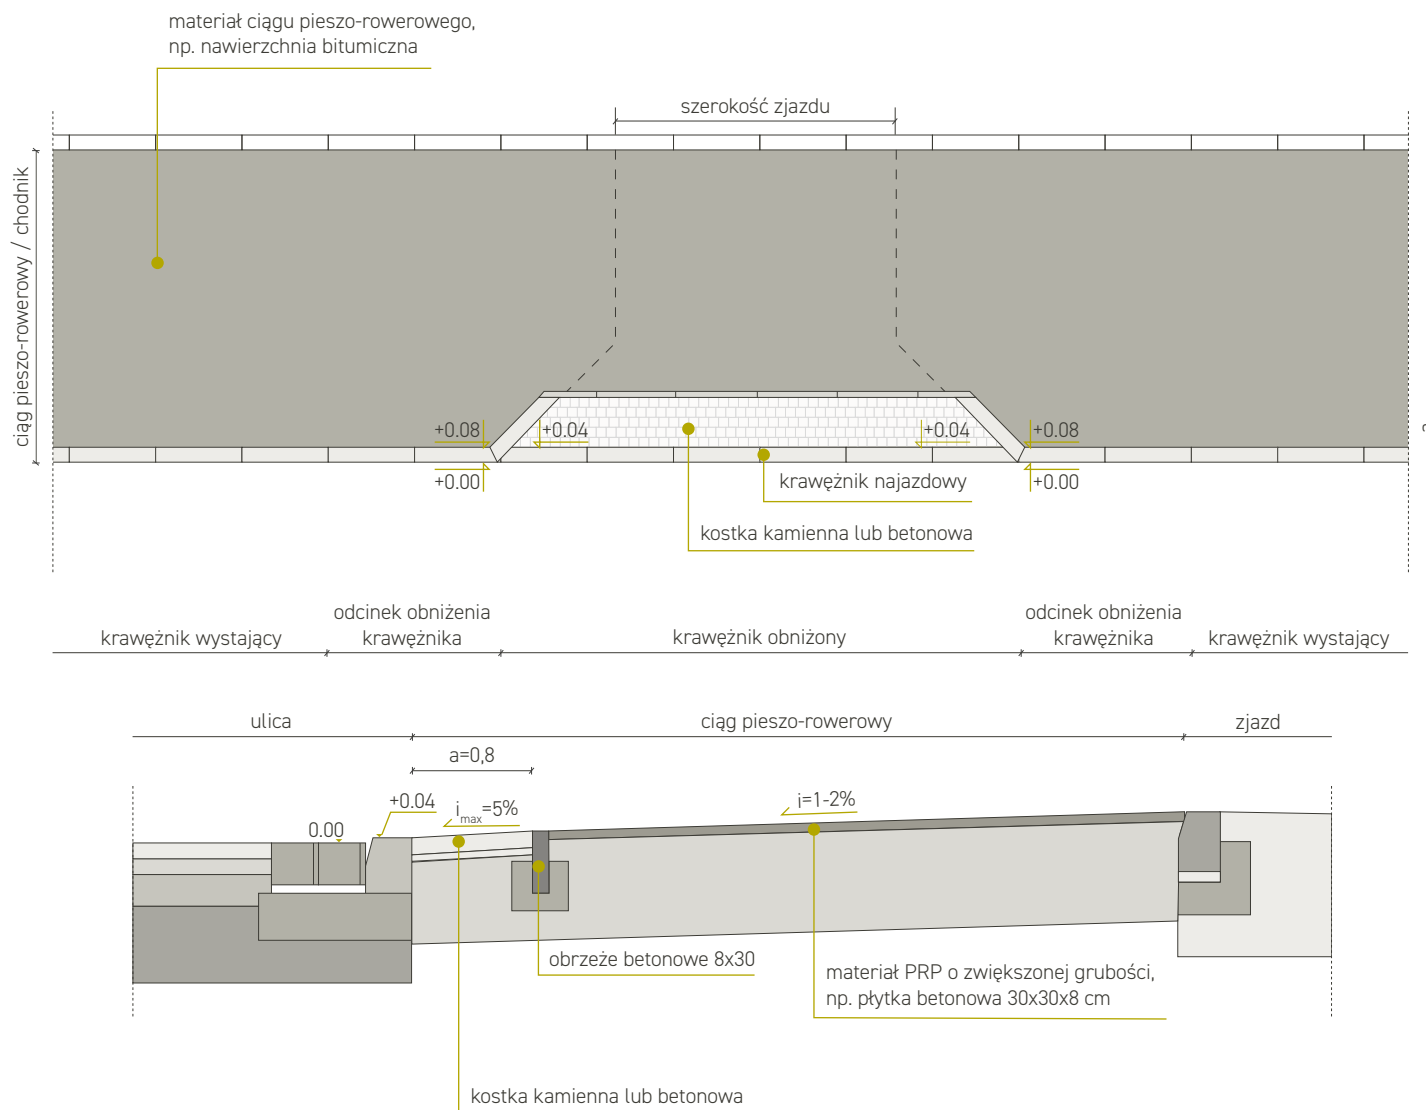 materiał ciągu pieszo-rowerowego,
np. nawierzchnia bitumiczna
szerokość zjazdu
ciąg pieszo-rowerowy / chodnik
+0.08
+0.04
+0.04
+0.08
+0.00
+0.00
krawężnik najazdowy
kostka kamienna lub betonowa
krawężnik wystający
odcinek obniżenia
krawężnika
krawężnik obniżony
odcinek obniżenia
krawężnika
krawężnik wystający
ulica
ciąg pieszo-rowerowy
zjazd
a=0,8
+0.04
imax=5%
i=1-2%
0.00
obrzeże betonowe 8x30
materiał PRP o zwiększonej grubości,
np. płytka betonowa 30x30x8 cm
kostka kamienna lub betonowa